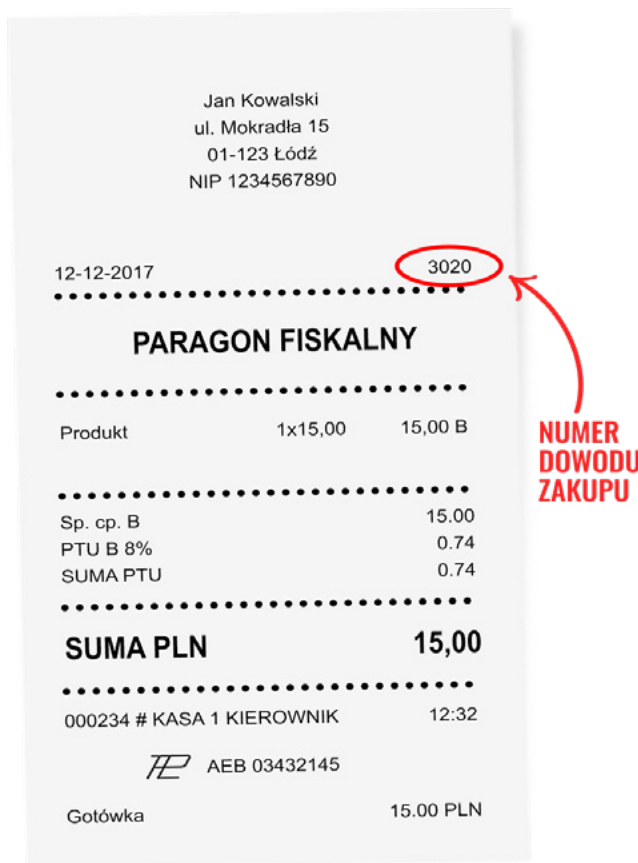 Jan Kowalski
ul. Mokradła 15
01-123 Łódź
NIP 1234567890
12-12-2017 3020
PARAGON FISKALNY
Produkt 1x15,00 15,00 B
Sp. cp. B 15.00
PTU B 8% 0.74
SUMA PTU 0.74
SUMA PLN 15,00
000234 # KASA 1 KIEROWNIK 12:32
AEB 03432145
Gotówka 15.00 PLN
NUMER
DOWODU
ZAKUPU